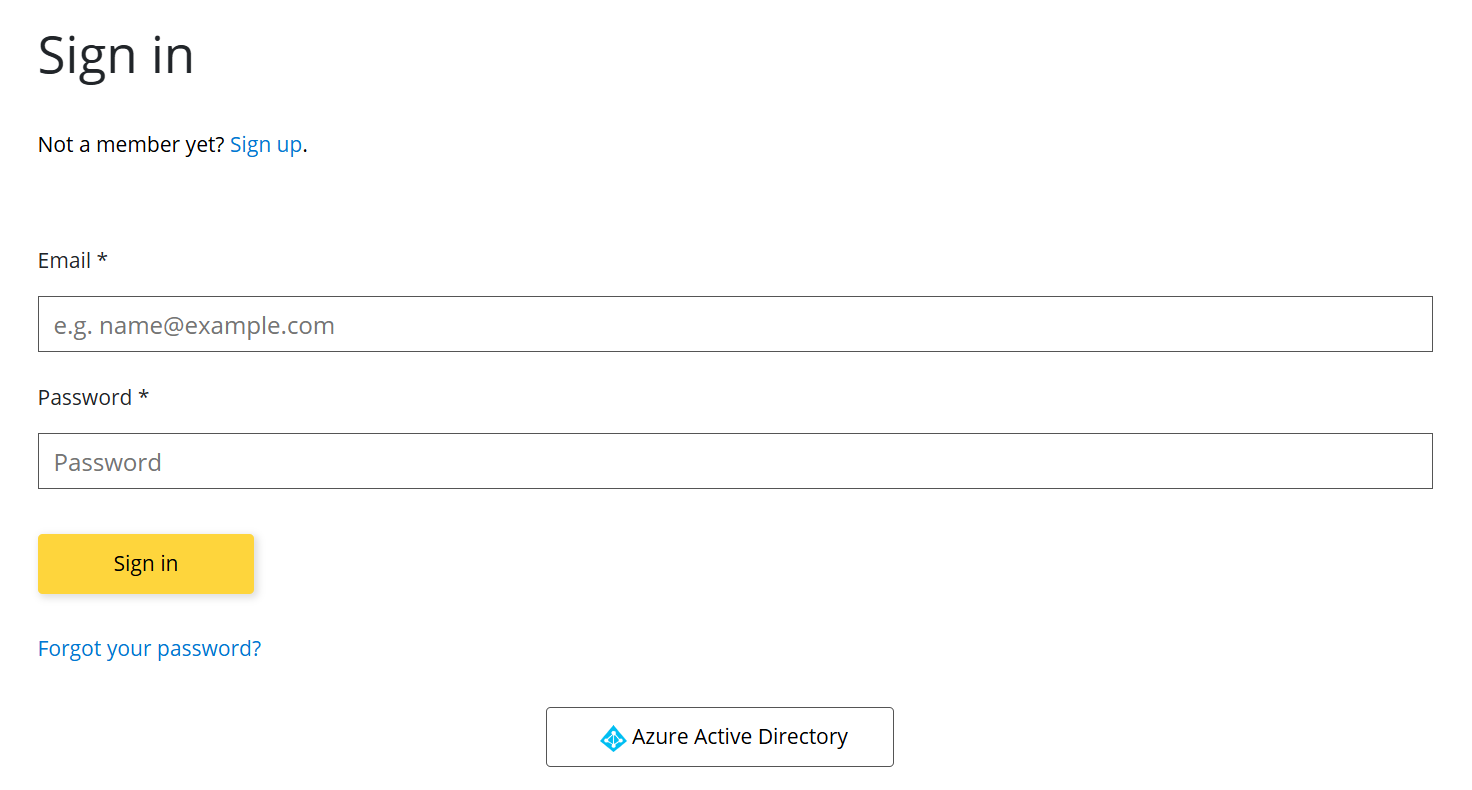 Sign in
Not a member yet? Sign up.
Email *
e.g. name@example.com
Password *
Password
Sign in
Forgot your password?
Azure Active Directory